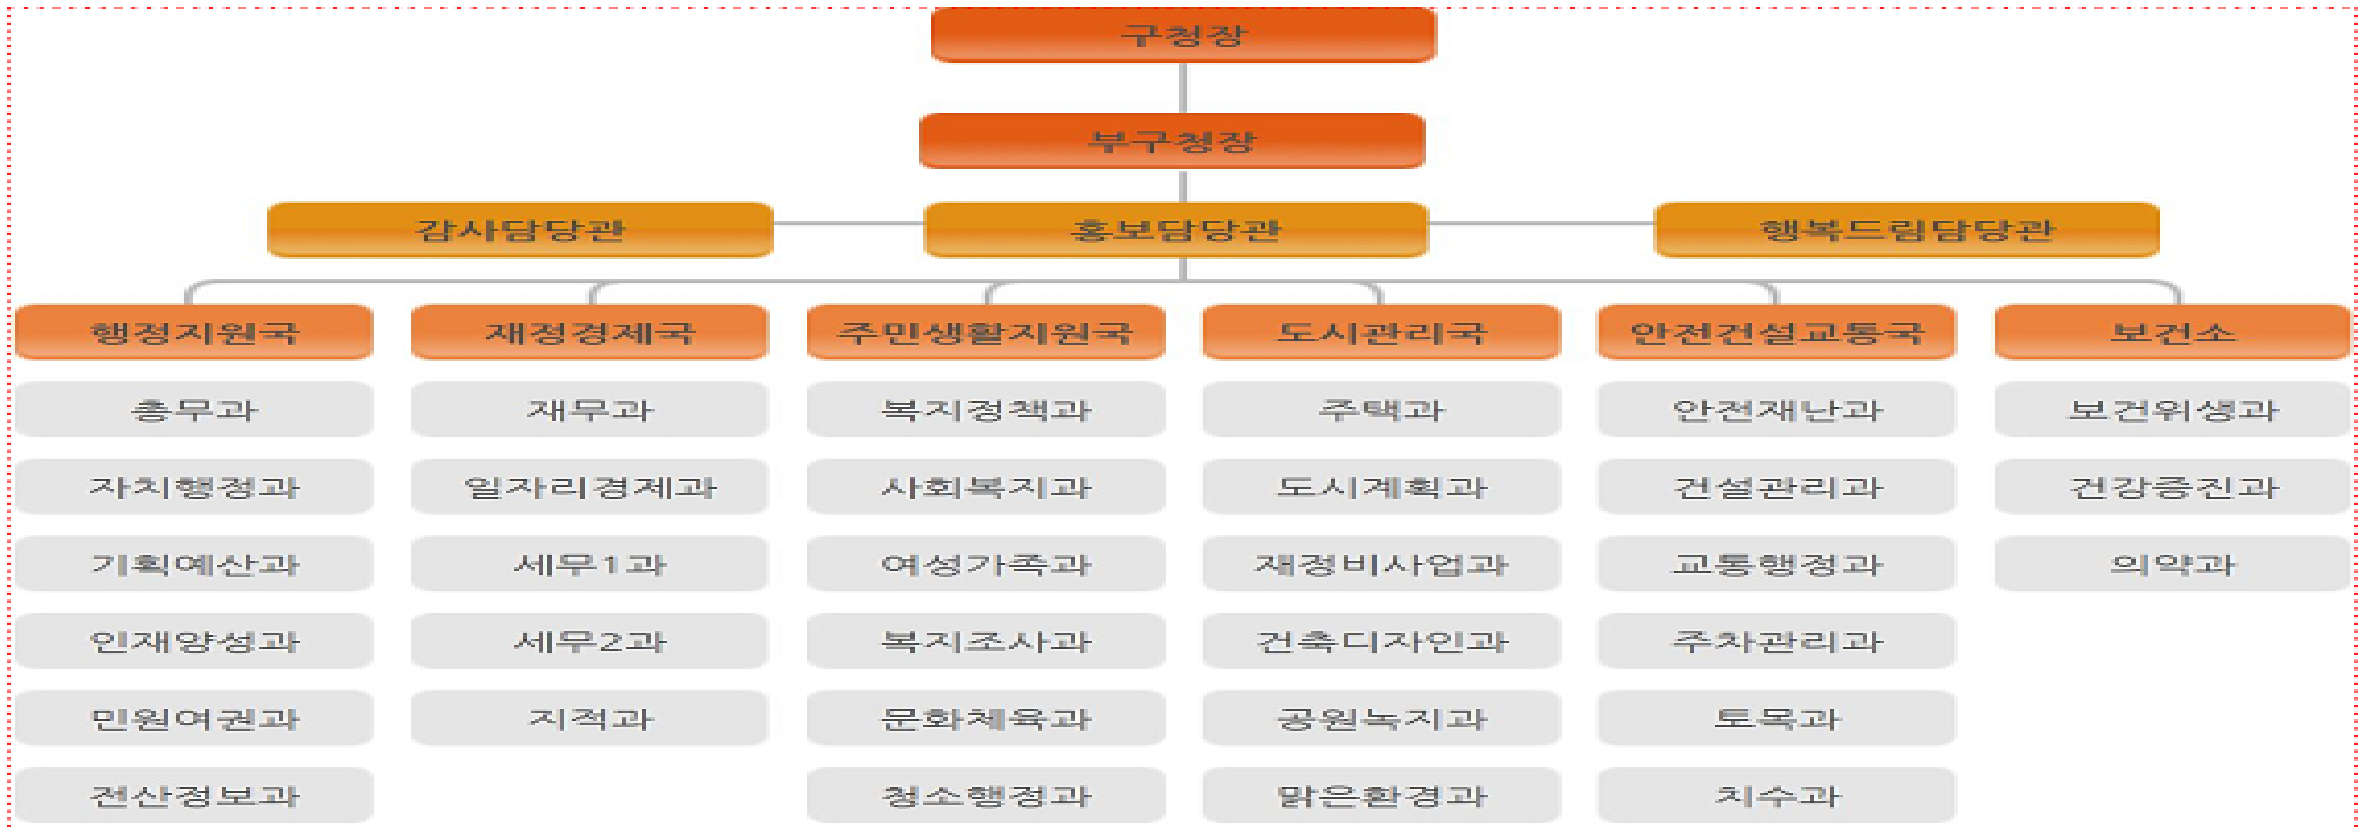 구청장
부구청장
감사담당관 홍보담당관 행복드림담당관
행정지원국 재정경제국 주민생활지원국 도시관리국 안전건설교통국 보건소
총무과 재무과 복지정책과 주택과 안전재난과 보건위생과
자치행정과 일자리경제과 사회복지과 도시계획과 건설관리과 건강증진과
기획예산과 세무1과 여성가족과 재정비사업과 교통행정과 의약과
인재양성과 세무2과 복지조사과 건축디자인과 주차관리과
민원여권과 지적과 문화체육과 공원녹지과 토목과
전산정보과 청소행정과 맑은환경과 치수과